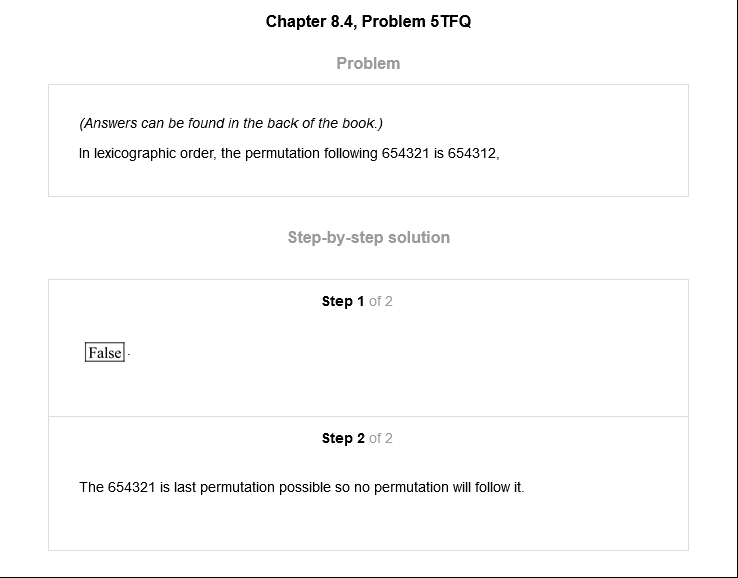 Chapter 8.4, Problem 5TFQ
Problem
(Answers can be found in the back of the book.)
In lexicographic order, the permutation following 654321 is 654312,
Step-by-step solution
Step 1 of 2
False.
Step 2 of 2
The 654321 is last permutation possible so no permutation will follow it.